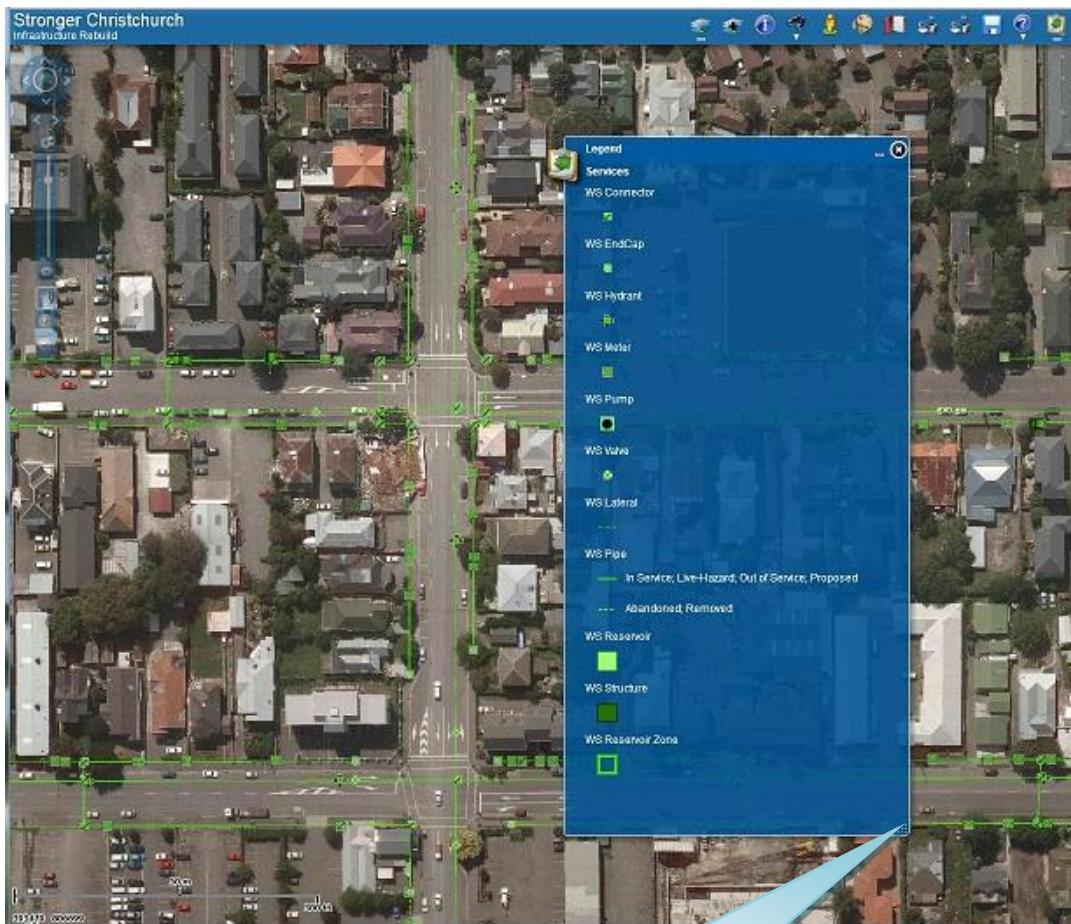 Stronger Christchurch
Infrastructure Rebuild
Legend
Services
WS Connector
WS EndCap
WS Hydrant
WS Meter
WS Pump
WS Valve
WS Lateral
WS Pipe
In Service; Live-Hazard; Out of Service; Proposed
Abandoned; Removed
WS Reservoir
WS Structure
WS Reservoir Zone